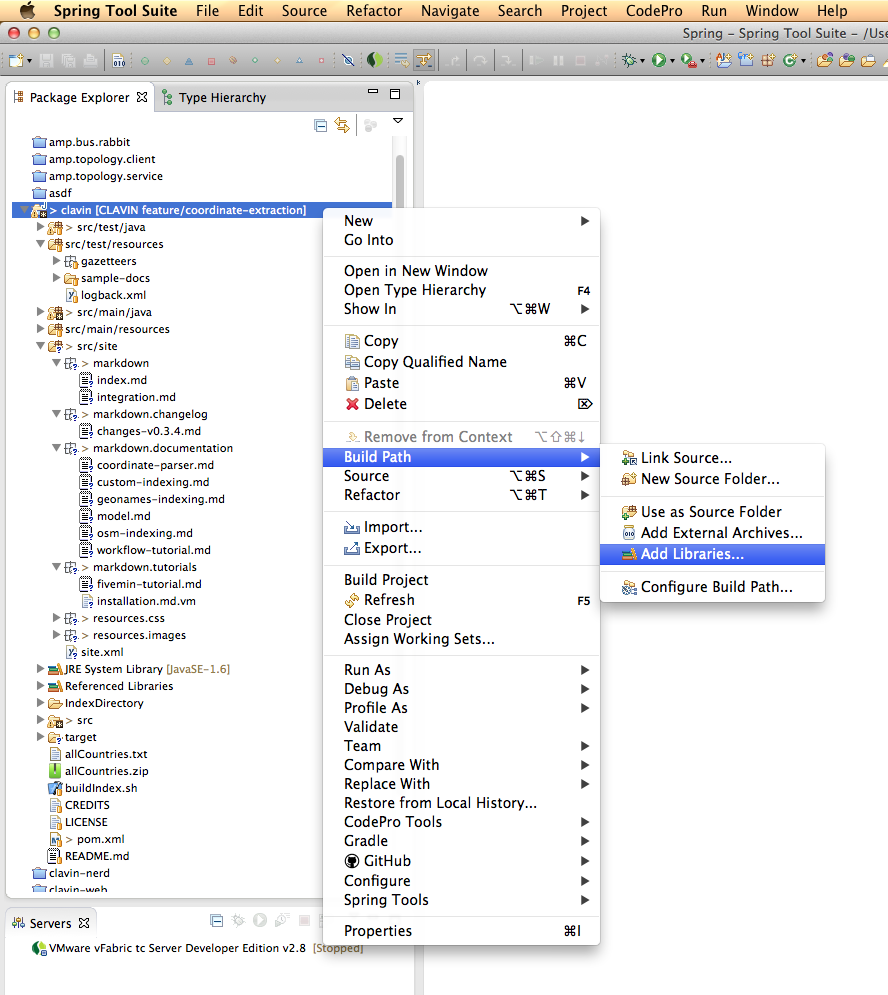 Spring Tool Suite File Edit Source Refactor Navigate Search Project CodePro Run Window Help
Spring – Spring Tool Suite – /Use
Package Explorer Type Hierarchy
amp.bus.rabbit
amp.topology.client
amp.topology.service
asdf
> clavin [CLAVIN feature/coordinate-extraction]
> src/test/java
src/test/resources
gazetteers
sample-docs
logback.xml
> src/main/java
src/main/resources
> src/site
> markdown
index.md
integration.md
> markdown.changelog
changes-v0.3.4.md
> markdown.documentation
coordinate-parser.md
custom-indexing.md
geonames-indexing.md
model.md
osm-indexing.md
workflow-tutorial.md
> markdown.tutorials
fivemin-tutorial.md
installation.md.vm
> resources.css
> resources.images
site.xml
JRE System Library [JavaSE-1.6]
Referenced Libraries
IndexDirectory
> src
target
allCountries.txt
allCountries.zip
buildIndex.sh
CREDITS
LICENSE
> pom.xml
README.md
clavin-nerd
clavin-web
New
Go Into
Open in New Window
Open Type Hierarchy F4
Show In ⌥⌘W
Copy ⌘C
Copy Qualified Name
Paste ⌘V
Delete ⌦
Remove from Context ⌥⇧⌘↓
Build Path
Source ⌥⌘S
Refactor ⌥⌘T
Import...
Export...
Build Project
Refresh F5
Close Project
Assign Working Sets...
Run As
Debug As
Profile As
Validate
Team
Compare With
Replace With
Restore from Local History...
CodePro Tools
Gradle
GitHub
Configure
Spring Tools
Properties ⌘I
Link Source...
New Source Folder...
Use as Source Folder
Add External Archives...
Add Libraries...
Configure Build Path...
Servers
VMware vFabric tc Server Developer Edition v2.8 [Stopped]